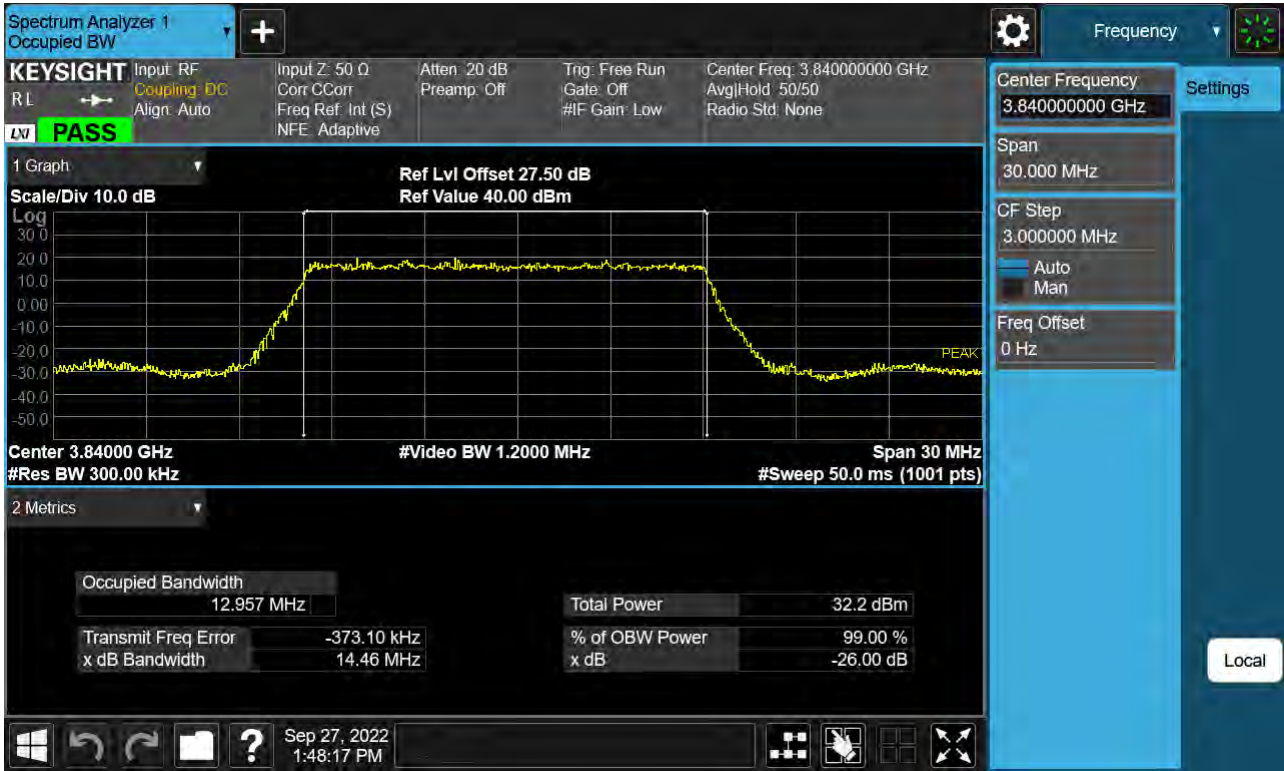 Spectrum Analyzer 1
Occupied BW
Frequency
KEYSIGHT
RL
LXI PASS
Input: RF
Coupling: DC
Align: Auto
Input Z: 50 Ω
Corr CCorr
Freq Ref: Int (S)
NFE: Adaptive
Atten: 20 dB
Preamp: Off
Trig: Free Run
Gate: Off
#IF Gain: Low
Center Freq: 3.840000000 GHz
Avg|Hold: 50/50
Radio Std: None
1 Graph
Scale/Div 10.0 dB
Ref Lvl Offset 27.50 dB
Ref Value 40.00 dBm
Log
30.0
20.0
10.0
0.00
-10.0
-20.0
-30.0
-40.0
-50.0
PEAK
Center 3.84000 GHz
#Video BW 1.2000 MHz
Span 30 MHz
#Res BW 300.00 kHz
#Sweep 50.0 ms (1001 pts)
2 Metrics
Occupied Bandwidth
12.957 MHz
Transmit Freq Error -373.10 kHz
x dB Bandwidth 14.46 MHz
Total Power 32.2 dBm
% of OBW Power 99.00 %
x dB -26.00 dB
Center Frequency
3.840000000 GHz
Settings
Span
30.000 MHz
CF Step
3.000000 MHz
Auto
Man
Freq Offset
0 Hz
Local
?
Sep 27, 2022
1:48:17 PM